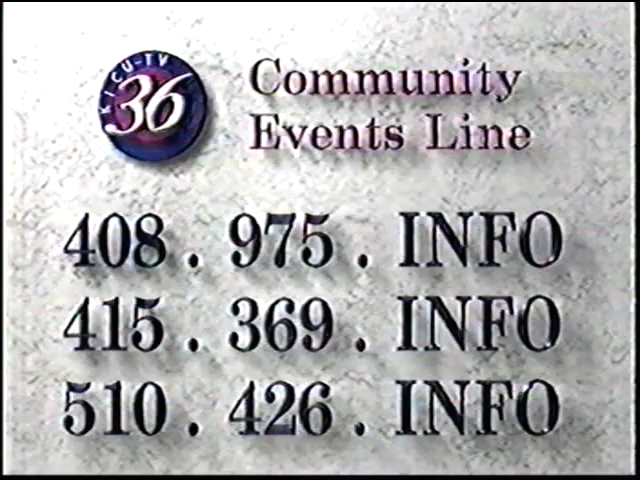 KICU-TV
36
Community
Events Line
408 . 975 . INFO
415 . 369 . INFO
510 . 426 . INFO